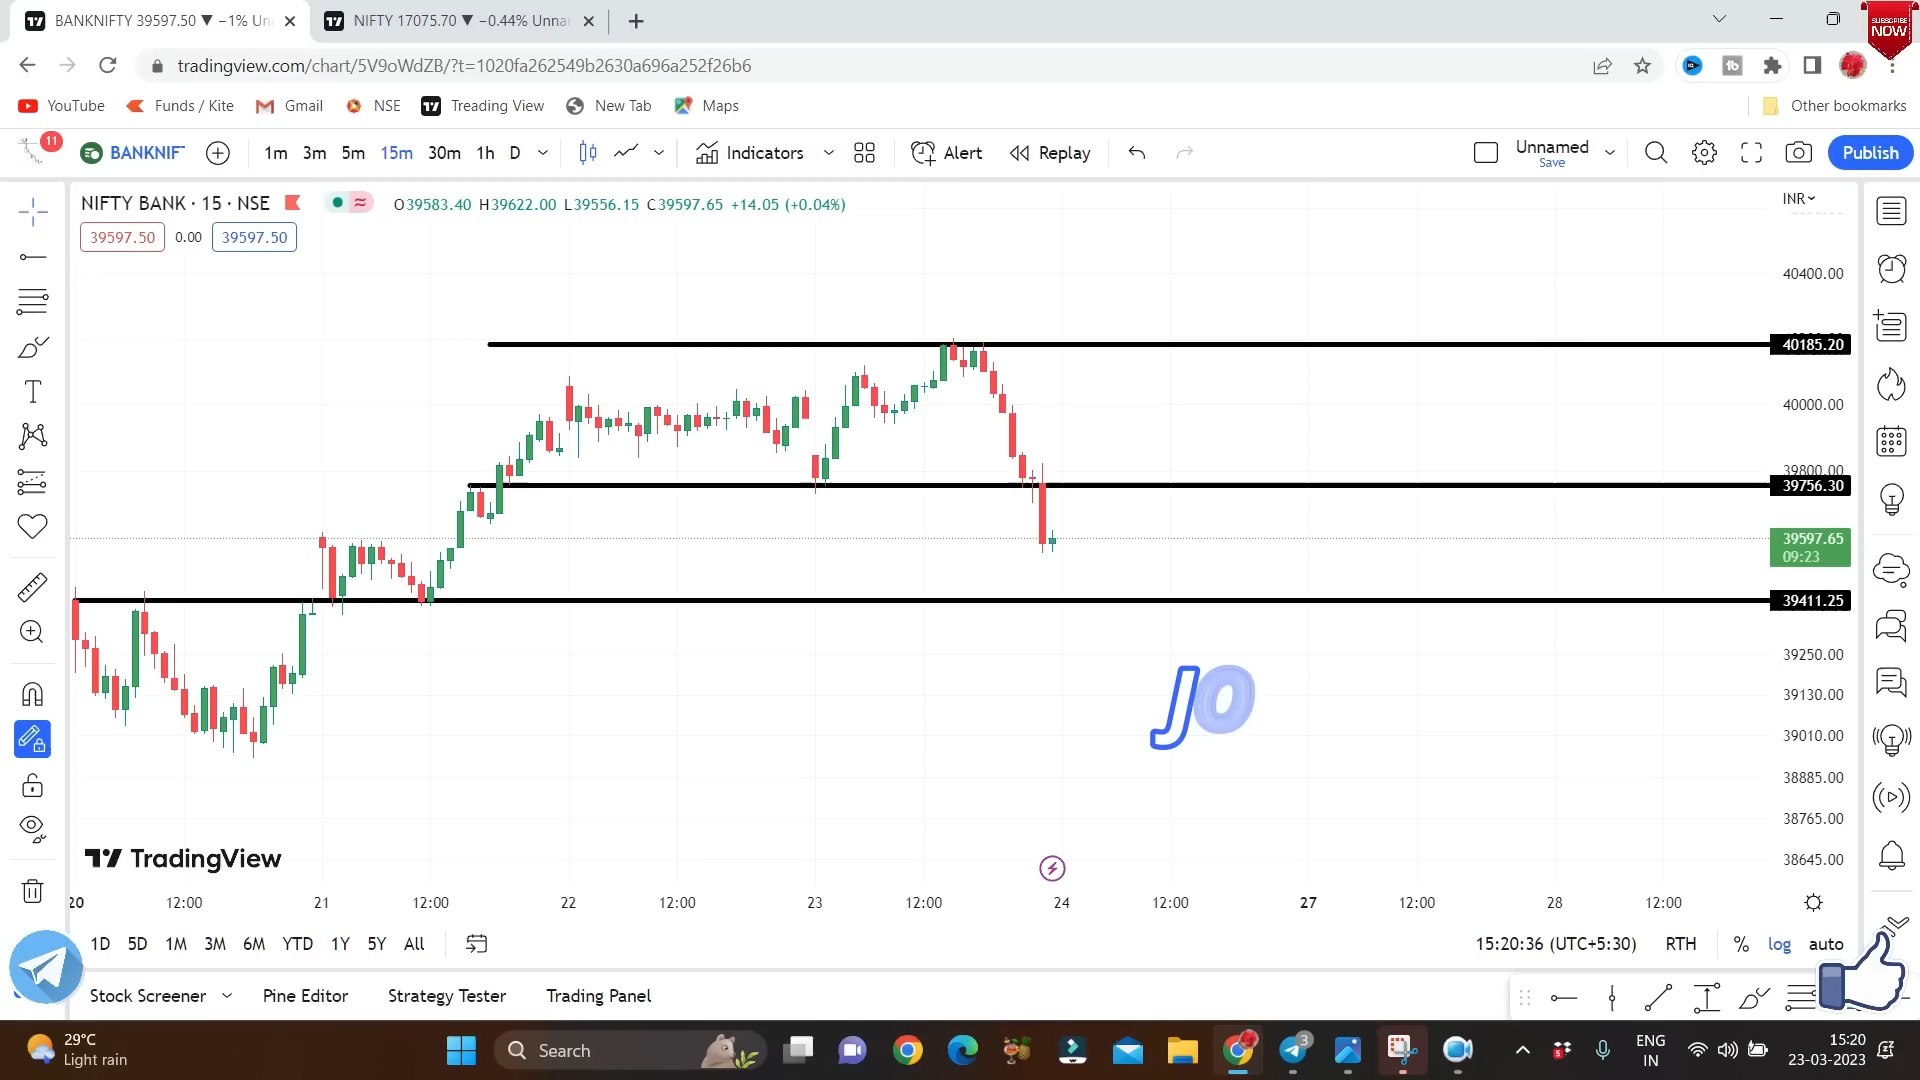 BANKNIFTY 39597.50 ▼ −1% Un
NIFTY 17075.70 ▼ −0.44% Unna
SUBSCRIBE
NOW
tradingview.com/chart/5V9oWdZB/?t=1020fa262549b2630a696a252f26b6
YouTube
Funds / Kite
Gmail
NSE
Treading View
New Tab
Maps
Other bookmarks
11
BANKNIF
1m 3m 5m 15m 30m 1h D
Indicators
Alert
Replay
Unnamed
Save
Publish
NIFTY BANK · 15 · NSE
O39583.40 H39622.00 L39556.15 C39597.65 +14.05 (+0.04%)
INR
39597.50 0.00 39597.50
40400.00
40185.20
40000.00
39800.00
39756.30
39597.65
09:23
39411.25
39250.00
39130.00
39010.00
38885.00
38765.00
38645.00
JO
TradingView
20 12:00 21 12:00 22 12:00 23 12:00 24 12:00 27 12:00 28 12:00
1D 5D 1M 3M 6M YTD 1Y 5Y All
15:20:36 (UTC+5:30) RTH % log auto
Stock Screener
Pine Editor
Strategy Tester
Trading Panel
29°C
Light rain
Search
3
ENG
IN
15:20
23-03-2023